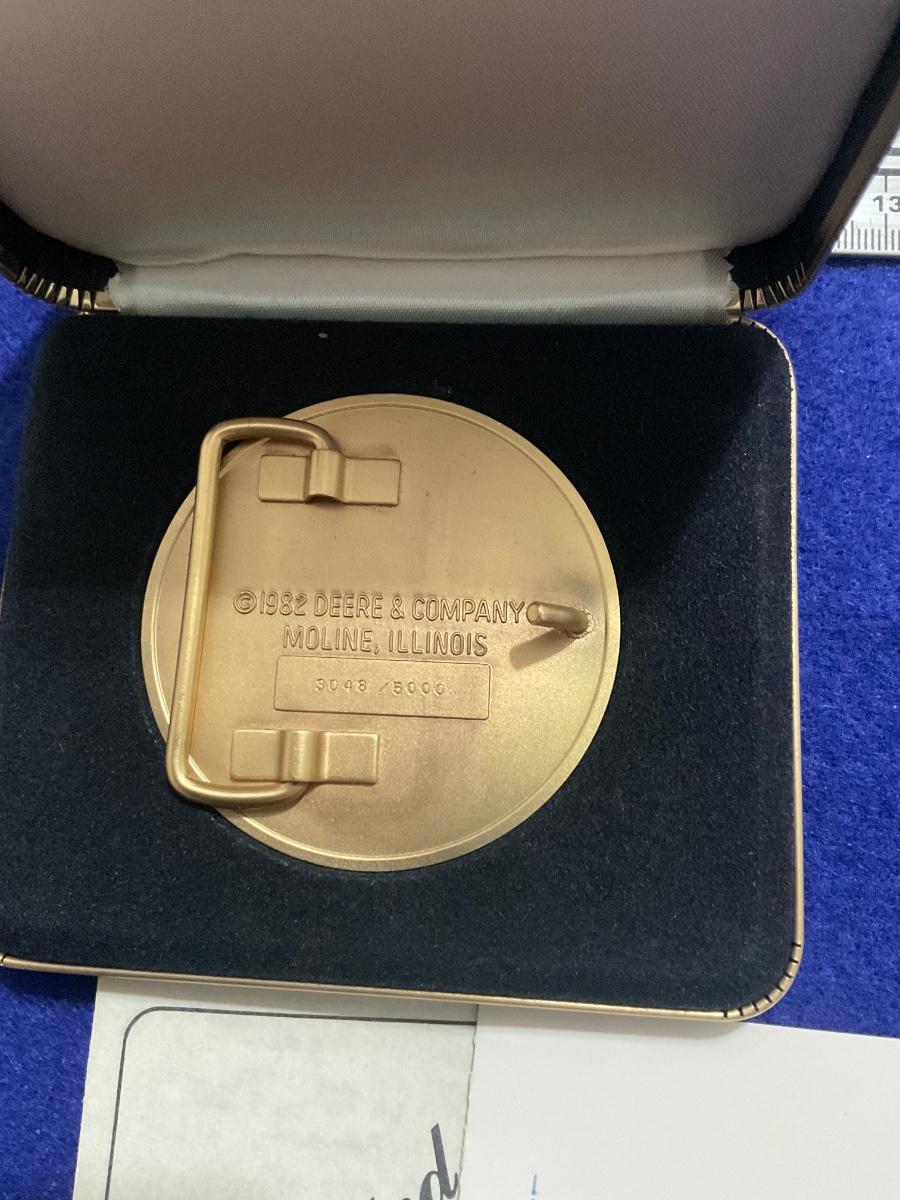 13
©1982 DEERE & COMPANY
MOLINE, ILLINOIS
3048 /5000